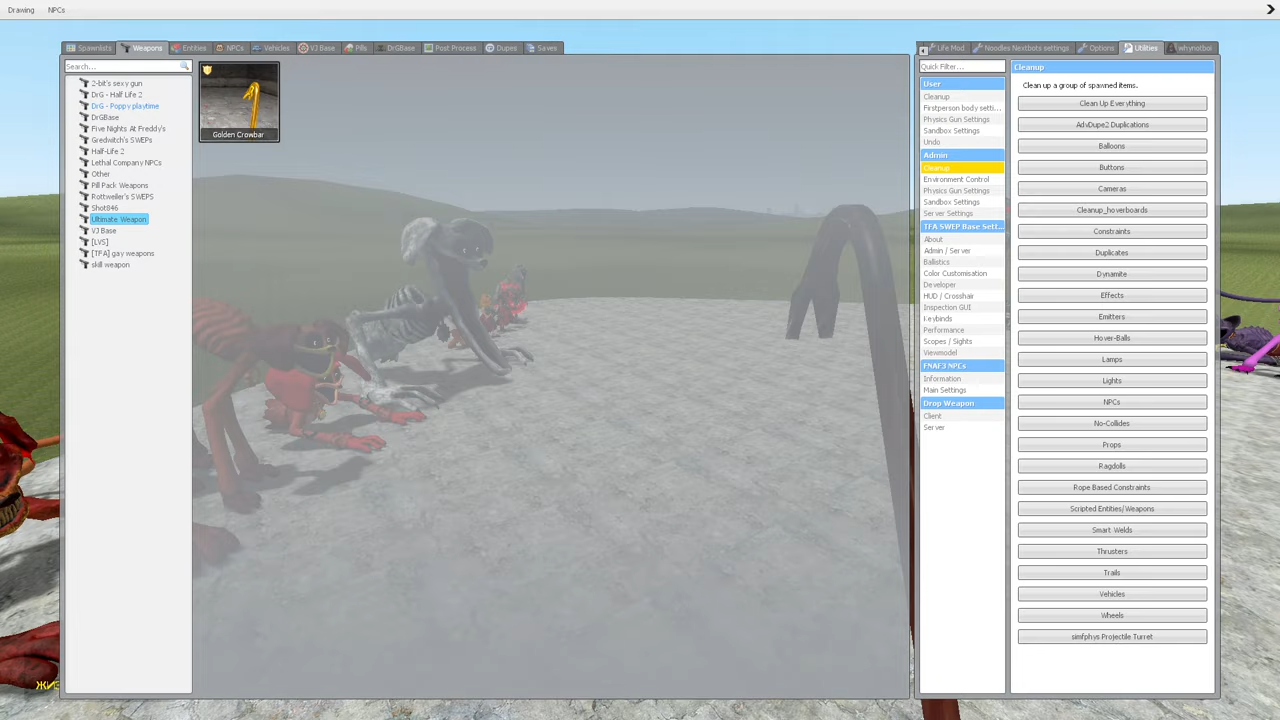 Drawing NPCs
Spawnlists Weapons Entities NPCs Vehicles VJ Base Pills DrGBase Post Process Dupes Saves
Search...
2-bit's sexy gun
DrG - Half Life 2
DrG - Poppy playtime
DrGBase
Five Nights At Freddy's
Gredwitch's SWEPs
Half-Life 2
Lethal Company NPCs
Other
Pill Pack Weapons
Rottweiler's SWEPS
Shot846
Ultimate Weapon
VJ Base
[LVS]
[TFA] gay weapons
skill weapon
Golden Crowbar
Life Mod Noodles Nextbots settings Options Utilities whynotboi
Quick Filter...
User
Cleanup
Firstperson body setti...
Physics Gun Settings
Sandbox Settings
Undo
Admin
Cleanup
Environment Control
Physics Gun Settings
Sandbox Settings
Server Settings
TFA SWEP Base Sett...
About
Admin / Server
Ballistics
Color Customisation
Developer
HUD / Crosshair
Inspection GUI
Keybinds
Performance
Scopes / Sights
Viewmodel
FNAF3 NPCs
Information
Main Settings
Drop Weapon
Client
Server
Cleanup
Clean up a group of spawned items.
Clean Up Everything
AdvDupe2 Duplications
Balloons
Buttons
Cameras
Cleanup_hoverboards
Constraints
Duplicates
Dynamite
Effects
Emitters
Hover-Balls
Lamps
Lights
NPCs
No-Collides
Props
Ragdolls
Rope Based Constraints
Scripted Entities/Weapons
Smart Welds
Thrusters
Trails
Vehicles
Wheels
simfphys Projectile Turret